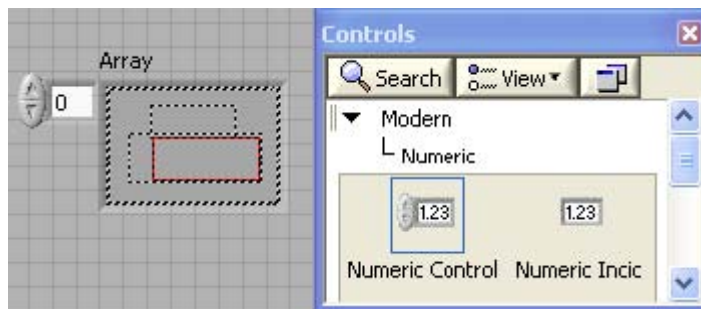 Array
0
Controls
Search View
Modern
Numeric
1.23 1.23
Numeric Control Numeric Incic